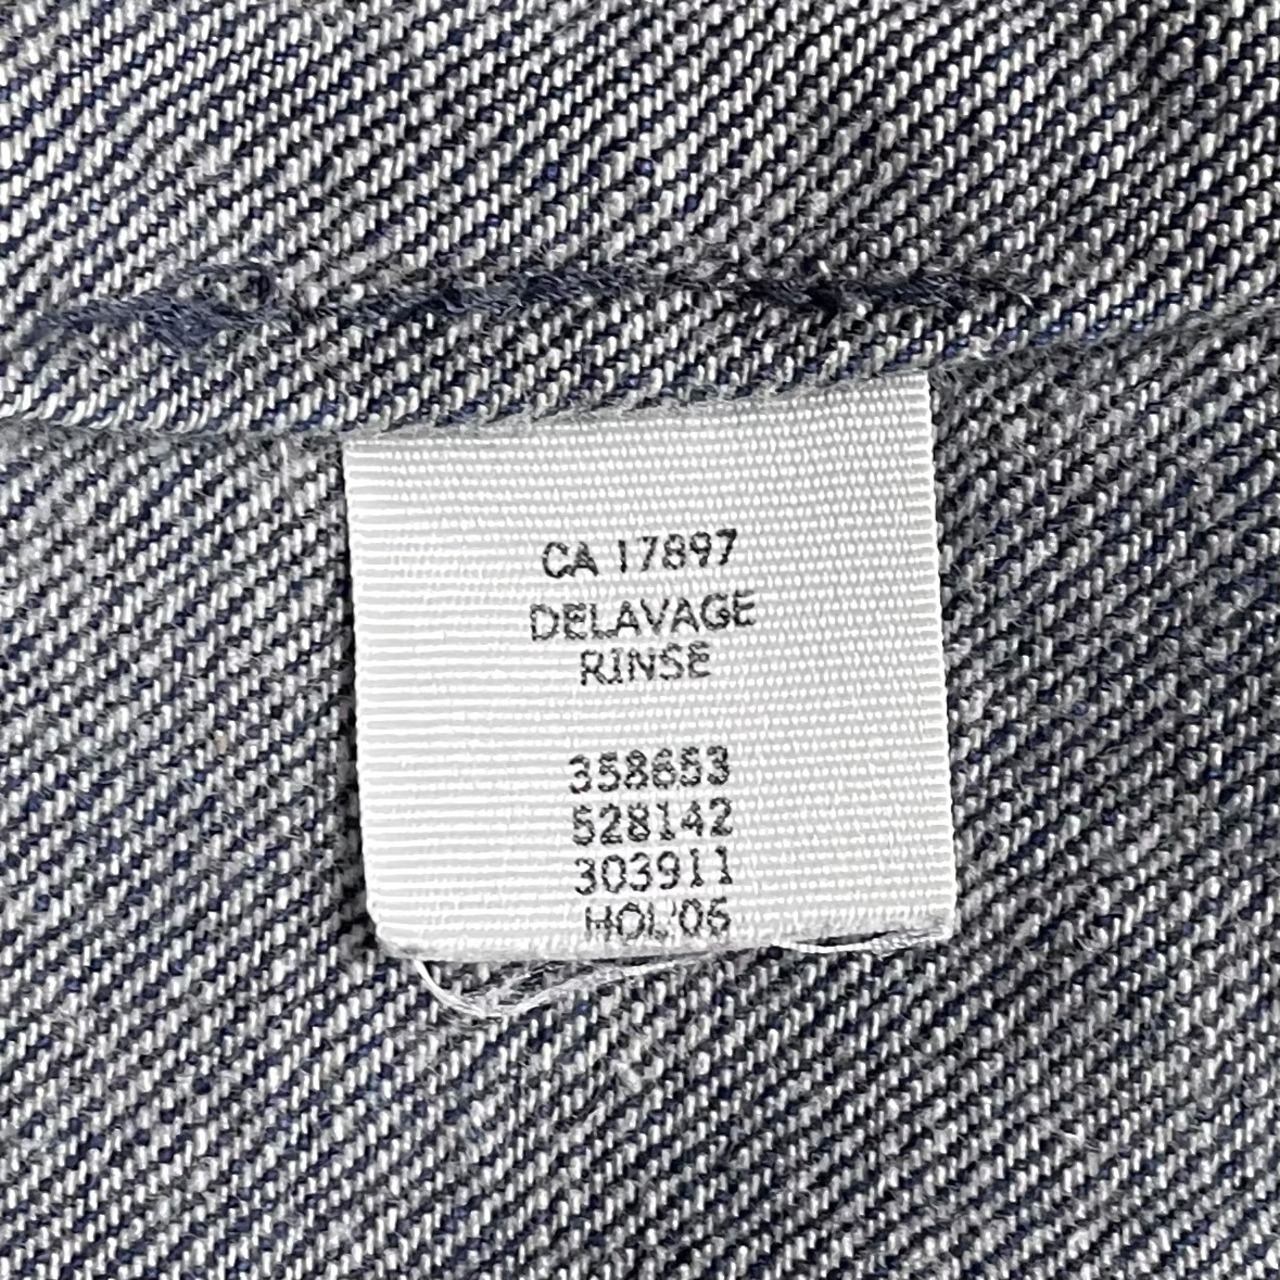 CA 17897
DELAVAGE
RINSE
358653
528142
303911
HOL'06